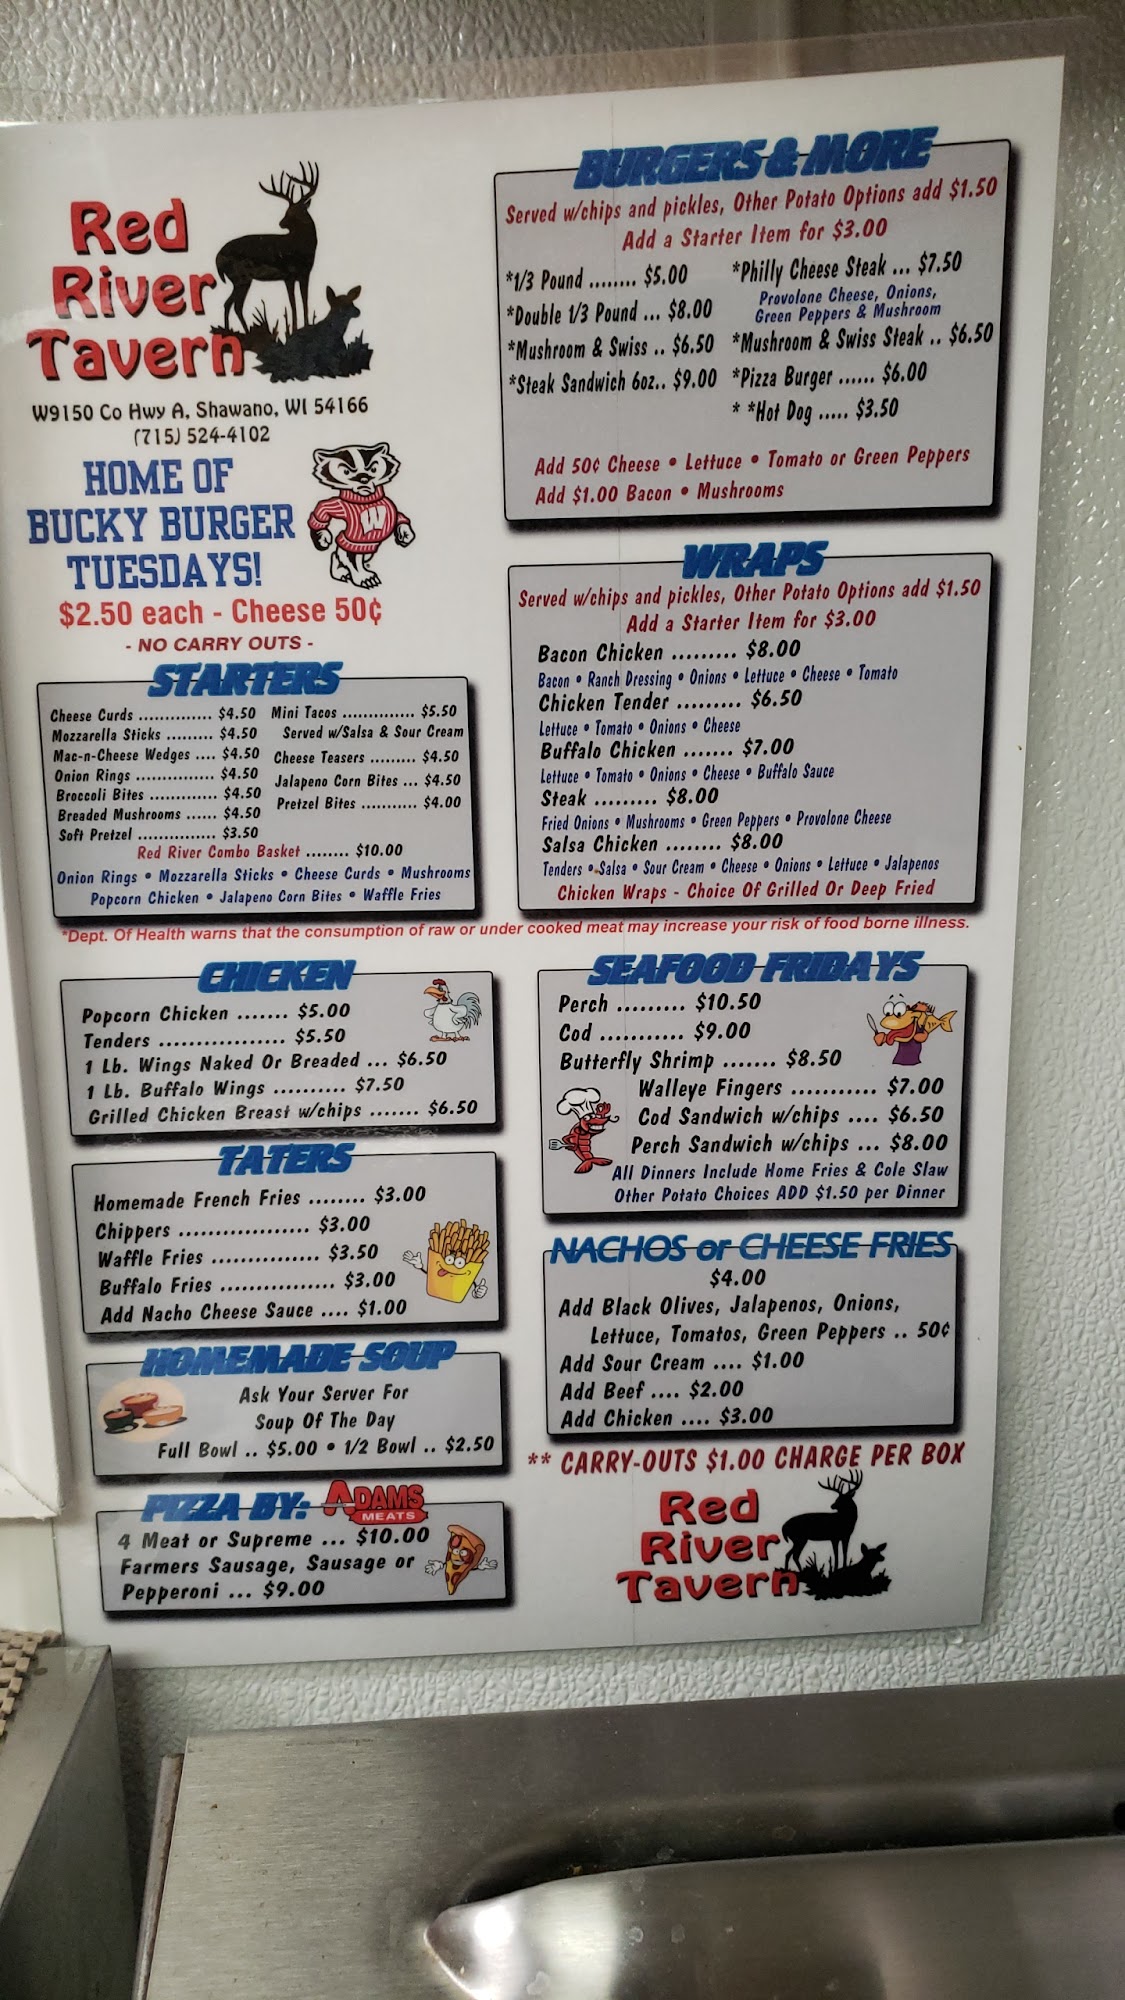 Red
River
Tavern
W9150 Co Hwy A, Shawano, WI 54166
(715) 524-4102
HOME OF
BUCKY BURGER
TUESDAYS!
W
$2.50 each - Cheese 50¢
- NO CARRY OUTS -
STARTERS
Cheese Curds .............. $4.50
Mozzarella Sticks ......... $4.50
Mac-n-Cheese Wedges .... $4.50
Onion Rings ............... $4.50
Broccoli Bites ............. $4.50
Breaded Mushrooms ...... $4.50
Soft Pretzel ............... $3.50
Mini Tacos .............. $5.50
Served w/Salsa & Sour Cream
Cheese Teasers ......... $4.50
Jalapeno Corn Bites ... $4.50
Pretzel Bites ........... $4.00
Red River Combo Basket ........ $10.00
Onion Rings • Mozzarella Sticks • Cheese Curds • Mushrooms
Popcorn Chicken • Jalapeno Corn Bites • Waffle Fries
BURGERS & MORE
Served w/chips and pickles, Other Potato Options add $1.50
Add a Starter Item for $3.00
*1/3 Pound ........ $5.00
*Double 1/3 Pound ... $8.00
*Mushroom & Swiss .. $6.50
*Steak Sandwich 6oz.. $9.00
*Philly Cheese Steak ... $7.50
Provolone Cheese, Onions,
Green Peppers & Mushroom
*Mushroom & Swiss Steak .. $6.50
*Pizza Burger ...... $6.00
* *Hot Dog ..... $3.50
Add 50¢ Cheese • Lettuce • Tomato or Green Peppers
Add $1.00 Bacon • Mushrooms
WRAPS
Served w/chips and pickles, Other Potato Options add $1.50
Add a Starter Item for $3.00
Bacon Chicken ......... $8.00
Bacon • Ranch Dressing • Onions • Lettuce • Cheese • Tomato
Chicken Tender ......... $6.50
Lettuce • Tomato • Onions • Cheese
Buffalo Chicken ....... $7.00
Lettuce • Tomato • Onions • Cheese • Buffalo Sauce
Steak ......... $8.00
Fried Onions • Mushrooms • Green Peppers • Provolone Cheese
Salsa Chicken ........ $8.00
Tenders • Salsa • Sour Cream • Cheese • Onions • Lettuce • Jalapenos
Chicken Wraps - Choice Of Grilled Or Deep Fried
*Dept. Of Health warns that the consumption of raw or under cooked meat may increase your risk of food borne illness.
CHICKEN
Popcorn Chicken ....... $5.00
Tenders ................. $5.50
1 Lb. Wings Naked Or Breaded ... $6.50
1 Lb. Buffalo Wings .......... $7.50
Grilled Chicken Breast w/chips ....... $6.50
TATERS
Homemade French Fries ........ $3.00
Chippers .................. $3.00
Waffle Fries ............... $3.50
Buffalo Fries ................ $3.00
Add Nacho Cheese Sauce .... $1.00
HOMEMADE SOUP
Ask Your Server For
Soup Of The Day
Full Bowl .. $5.00 • 1/2 Bowl .. $2.50
PIZZA BY: ADAMS
MEATS
4 Meat or Supreme ... $10.00
Farmers Sausage, Sausage or
Pepperoni ... $9.00
SEAFOOD FRIDAYS
Perch ......... $10.50
Cod ........... $9.00
Butterfly Shrimp ....... $8.50
Walleye Fingers ........... $7.00
Cod Sandwich w/chips .... $6.50
Perch Sandwich w/chips ... $8.00
All Dinners Include Home Fries & Cole Slaw
Other Potato Choices ADD $1.50 per Dinner
NACHOS or CHEESE FRIES
$4.00
Add Black Olives, Jalapenos, Onions,
Lettuce, Tomatos, Green Peppers .. 50¢
Add Sour Cream .... $1.00
Add Beef .... $2.00
Add Chicken .... $3.00
** CARRY-OUTS $1.00 CHARGE PER BOX
Red
River
Tavern